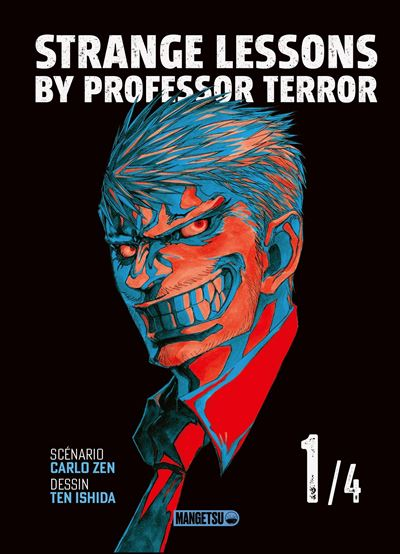 STRANGE LESSONS
BY PROFESSOR TERROR
SCÉNARIO
CARLO ZEN
DESSIN
TEN ISHIDA
1/4
MANGETSU